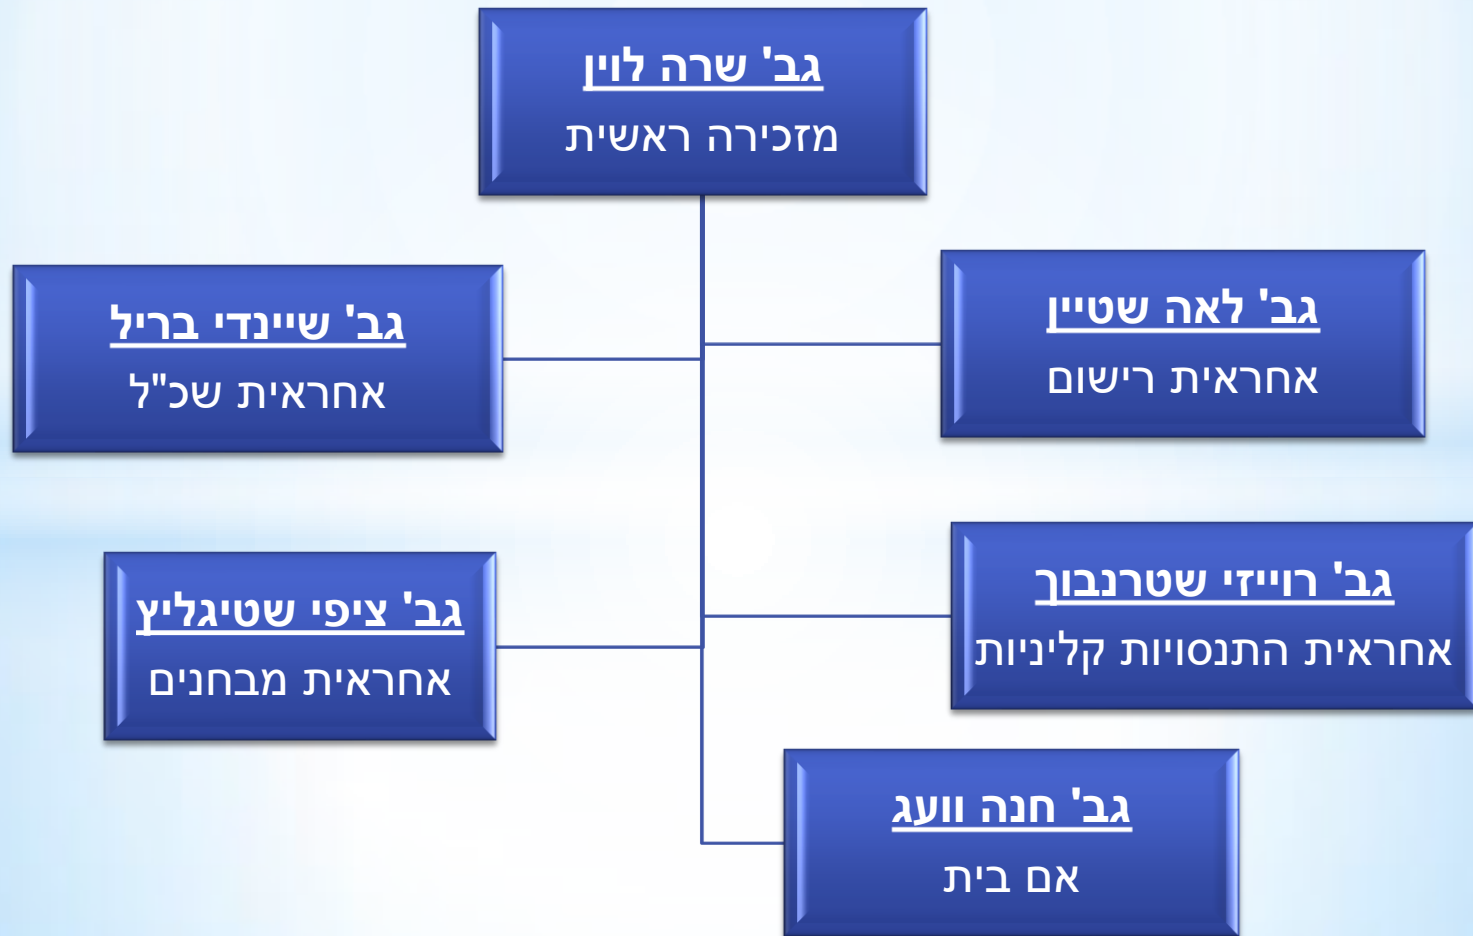 גב' שרה לוין
מזכירה ראשית
גב' לאה שטיין
אחראית רישום
גב' שיינדי בריל
אחראית שכ"ל
גב' רוייזי שטרנבוך
אחראית התנסויות קליניות
גב' ציפי שטיגליץ
אחראית מבחנים
גב' חנה וועג
אם בית